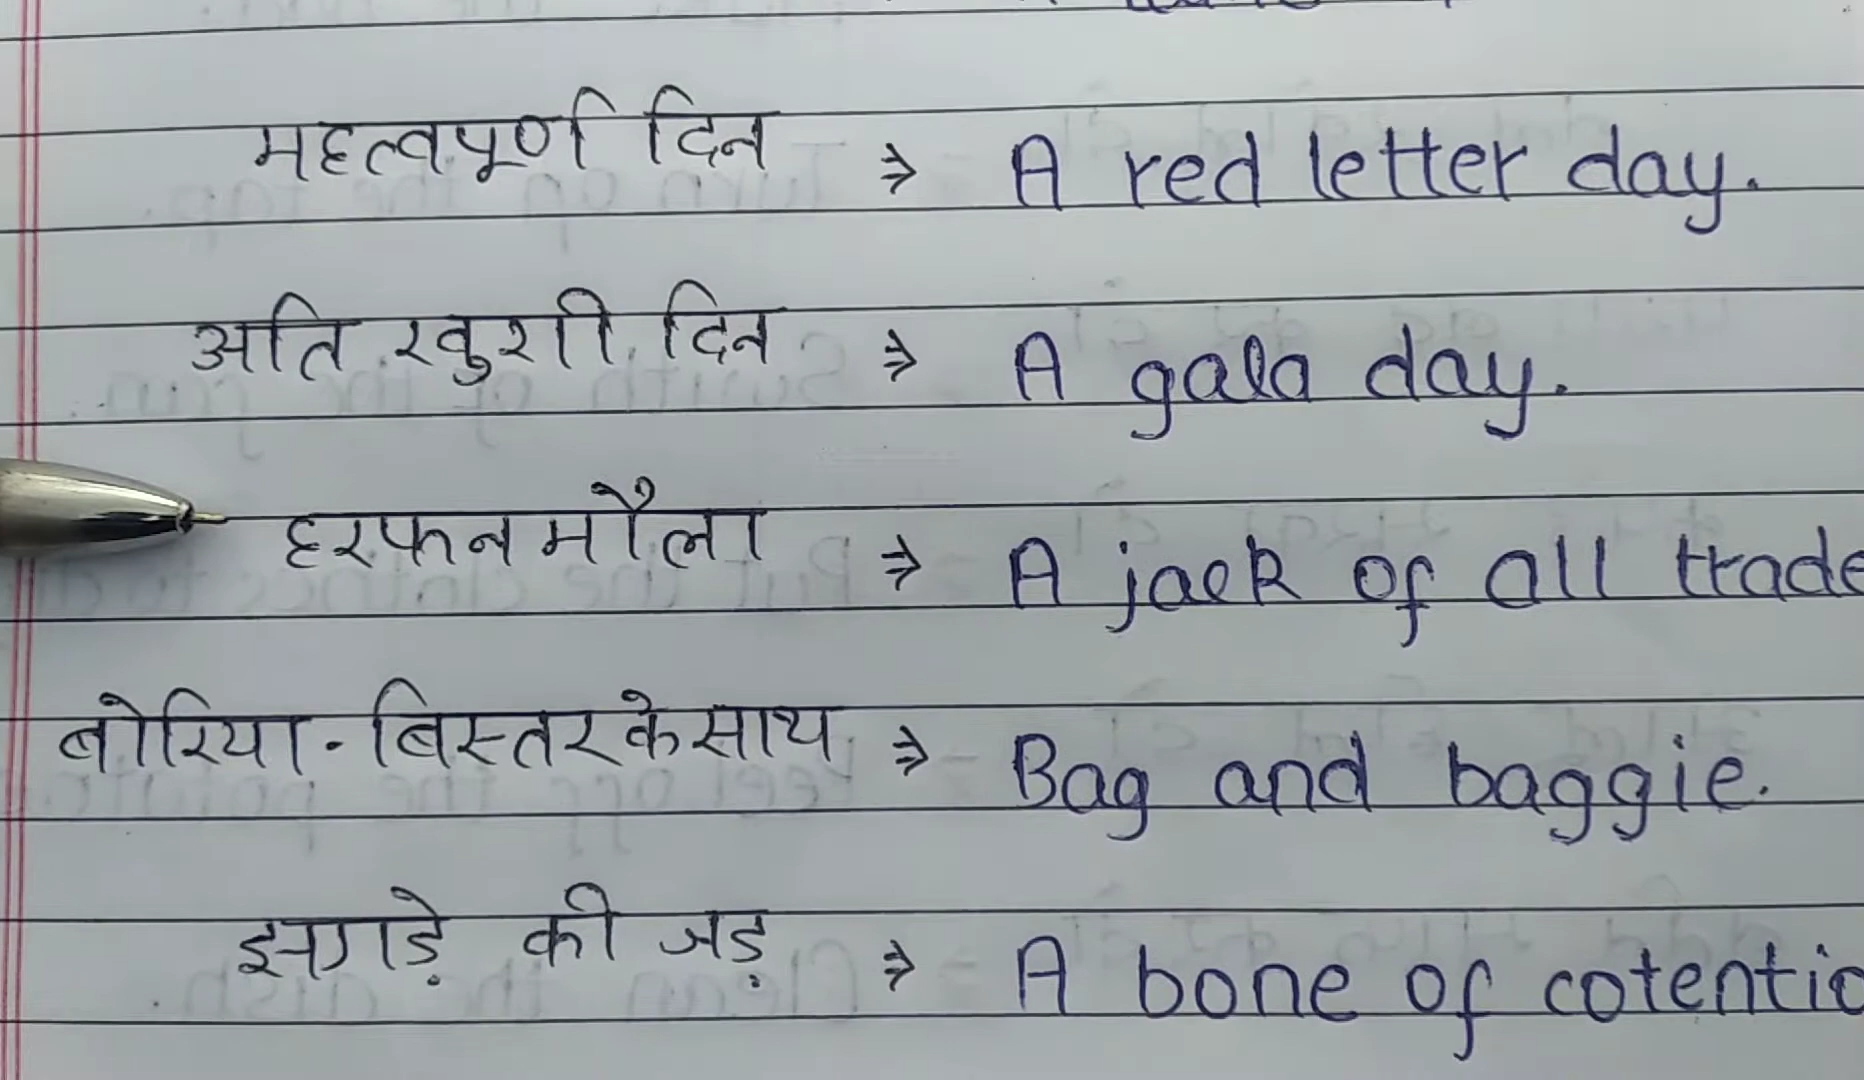 महत्वपूर्ण दिन ⇒ A red letter day.
अति खुशी दिन ⇒ A gala day.
हरफनमौला ⇒ A jack of all trade
बोरिया-बिस्तर के साथ ⇒ Bag and baggie.
झगड़े की जड़ ⇒ A bone of cotentio